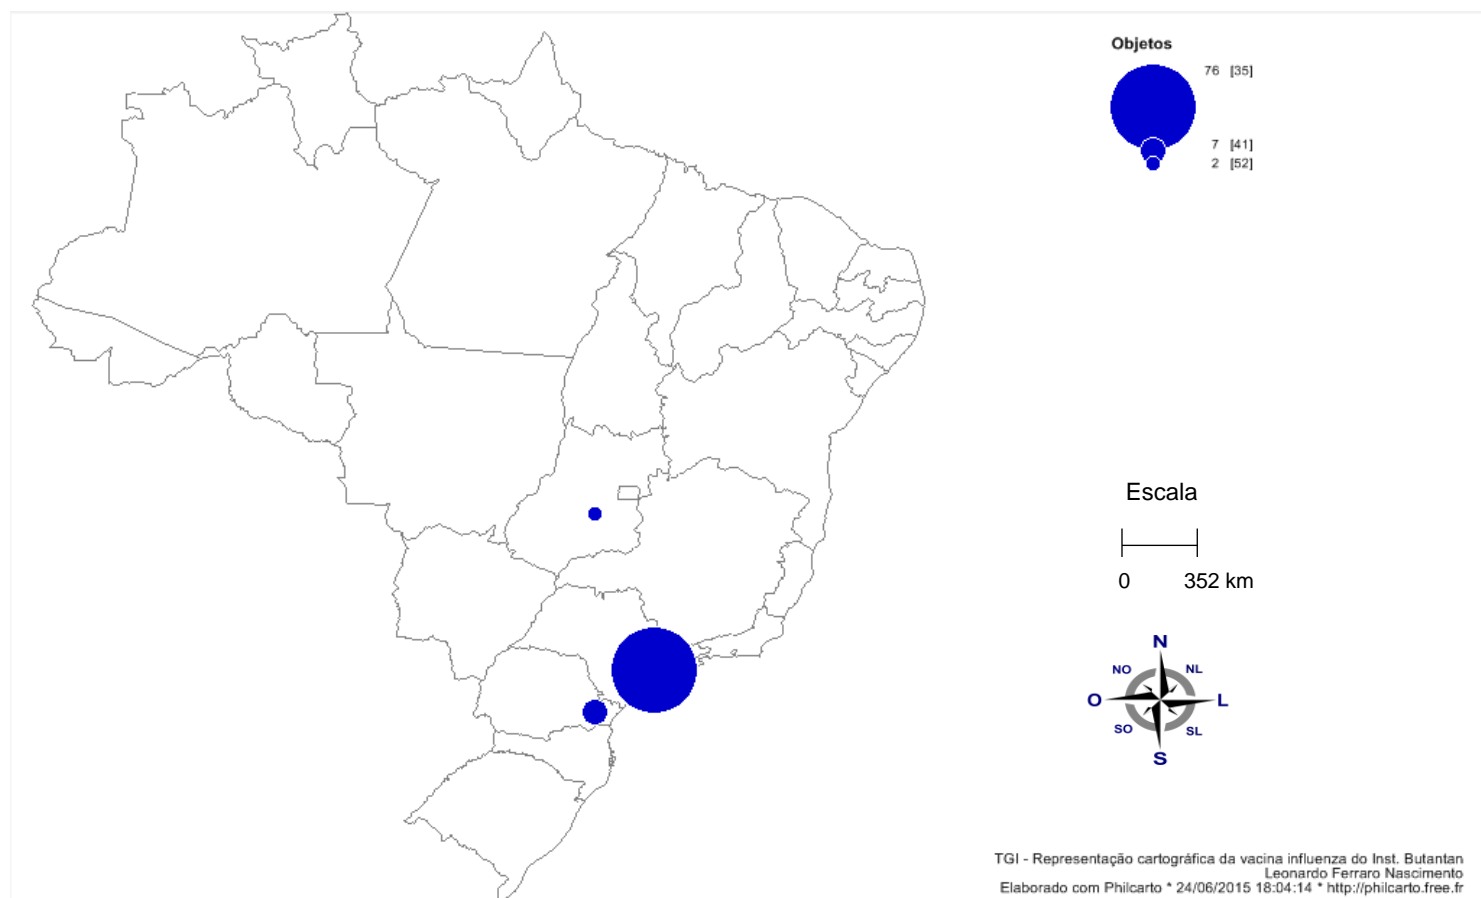 Objetos
76 [35]
7 [41]
2 [52]
Escala
0 352 km
N
NO NL
O L
SO SL
S
TGI - Representação cartográfica da vacina influenza do Inst. Butantan
Leonardo Ferraro Nascimento
Elaborado com Philcarto * 24/06/2015 18:04:14 * http://philcarto.free.fr